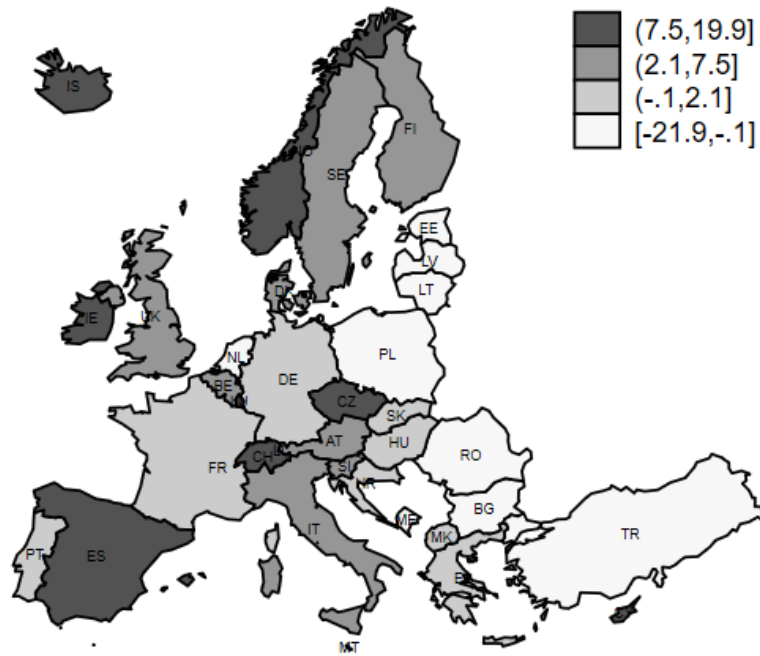 (7.5,19.9]
(2.1,7.5]
(-.1,2.1]
[-21.9,-.1]
IS
FI
SE
EE
LV
LT
IE
UK
NL
PL
DE
BE
CZ
SK
AT
HU
CH
FR
SI
RO
ME
BG
IT
MK
TR
PT
ES
MT